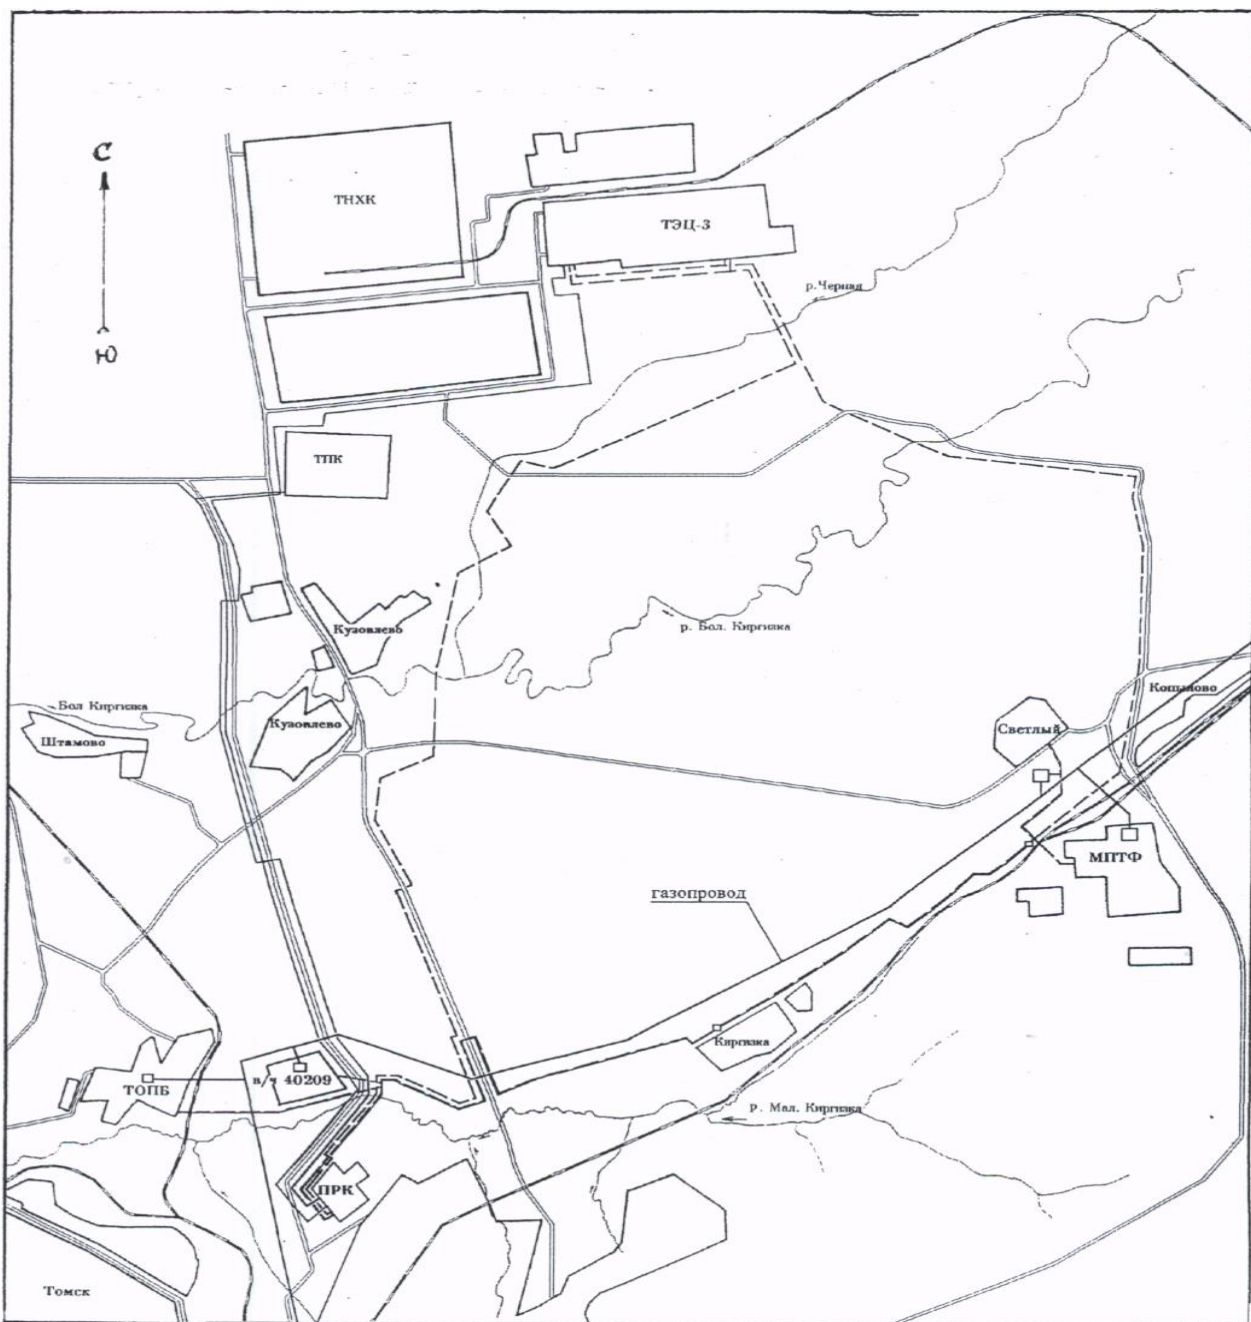 С
ТНХК
ТЭЦ-3
р.Черная
Ю
ТПК
Кузовлево
р. Бол. Киргизка
Копылово
Бол Киргизка
Кузовлево
Светлый
Штамово
МПТФ
газопровод
Киргизка
в/ч 40209
ТОПБ
р. Мал. Киргизка
ПРК
Томск